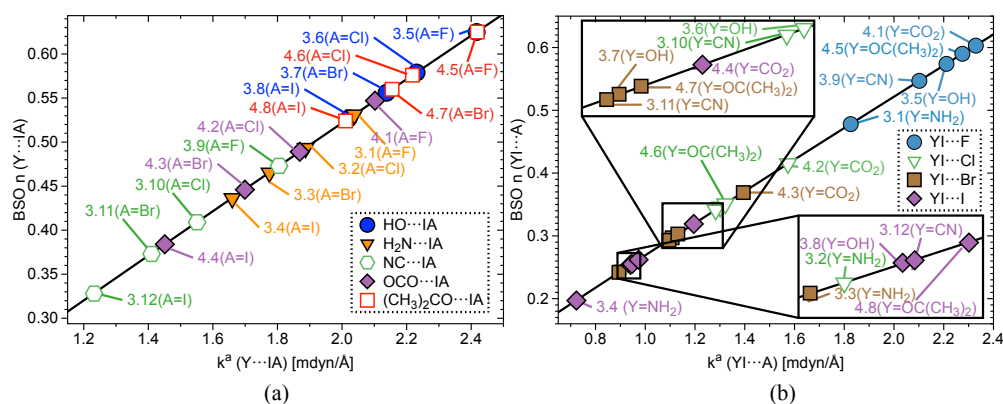 0.60
0.55
0.50
0.45
0.40
0.35
0.30
BSO n (Y···IA)
1.2
1.4
1.6
1.8
2.0
2.2
2.4
kᵃ (Y···IA) [mdyn/Å]
3.5(A=F)
3.6(A=Cl)
4.6(A=Cl)
3.7(A=Br)
4.5(A=F)
3.8(A=I)
4.8(A=I)
4.7(A=Br)
4.2(A=Cl)
4.1(A=F)
3.9(A=F)
3.1(A=F)
4.3(A=Br)
3.2(A=Cl)
3.10(A=Cl)
3.3(A=Br)
3.11(A=Br)
3.4(A=I)
4.4(A=I)
3.12(A=I)
HO···IA
H₂N···IA
NC···IA
OCO···IA
(CH₃)₂CO···IA
(a)
0.6
0.5
0.4
0.3
0.2
BSO n (YI···A)
0.8
1.0
1.2
1.4
1.6
1.8
2.0
2.2
2.4
kᵃ (YI···A) [mdyn/Å]
3.6(Y=OH)
3.10(Y=CN)
3.7(Y=OH)
4.4(Y=CO₂)
4.7(Y=OC(CH₃)₂)
3.11(Y=CN)
4.1(Y=CO₂)
4.5(Y=OC(CH₃)₂)
3.9(Y=CN)
3.5(Y=OH)
3.1(Y=NH₂)
4.6(Y=OC(CH₃)₂)
4.2(Y=CO₂)
4.3(Y=CO₂)
YI···F
YI···Cl
YI···Br
YI···I
3.12(Y=CN)
3.8(Y=OH)
3.2(Y=NH₂)
3.3(Y=NH₂)
4.8(Y=OC(CH₃)₂)
3.4 (Y=NH₂)
(b)